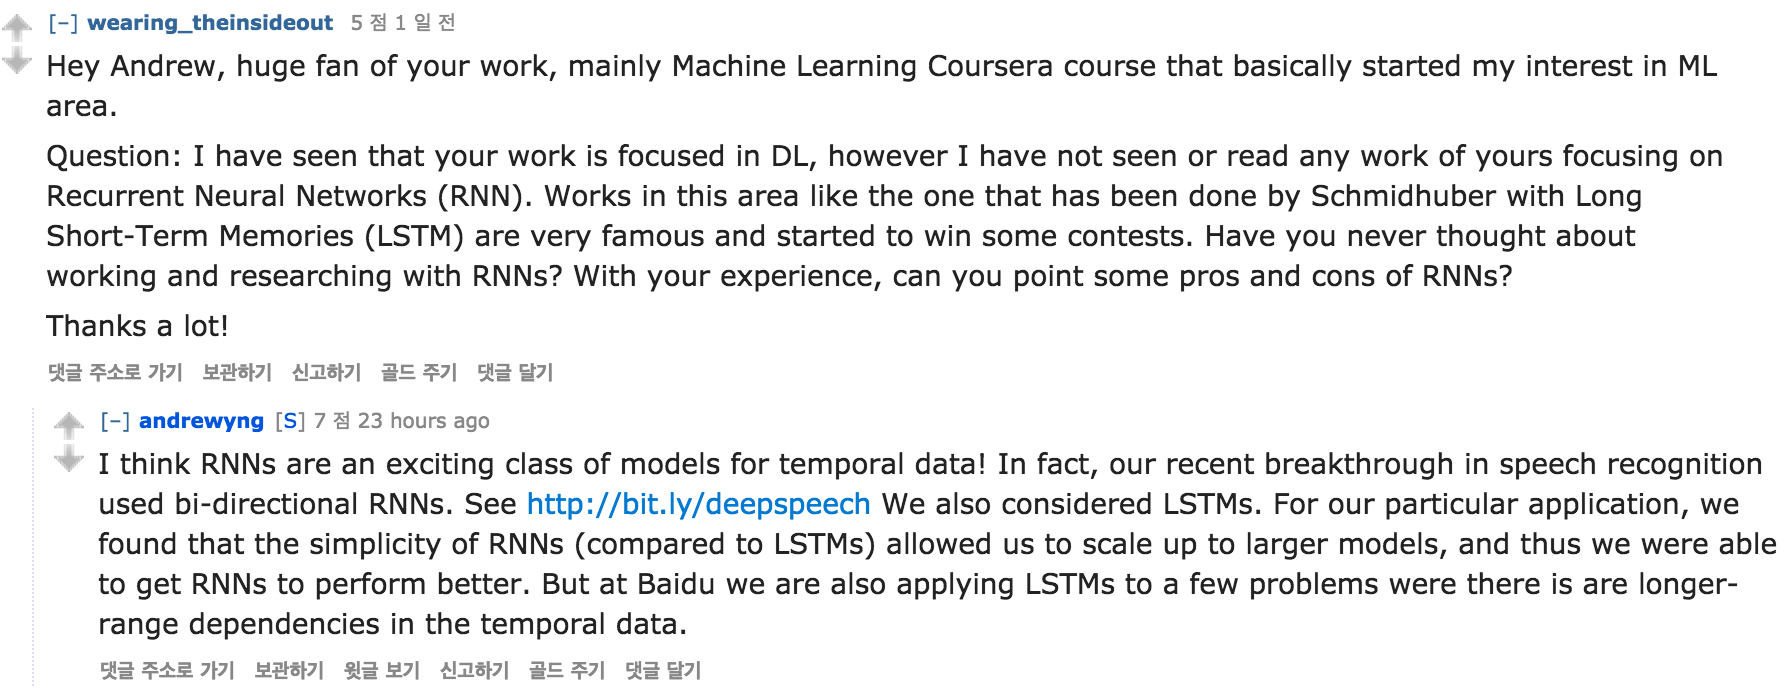 [–] wearing_theinsideout 5 점 1 일 전
Hey Andrew, huge fan of your work, mainly Machine Learning Coursera course that basically started my interest in ML
area.
Question: I have seen that your work is focused in DL, however I have not seen or read any work of yours focusing on
Recurrent Neural Networks (RNN). Works in this area like the one that has been done by Schmidhuber with Long
Short-Term Memories (LSTM) are very famous and started to win some contests. Have you never thought about
working and researching with RNNs? With your experience, can you point some pros and cons of RNNs?
Thanks a lot!
댓글 주소로 가기 보관하기 신고하기 골드 주기 댓글 달기
[–] andrewyng [S] 7 점 23 hours ago
I think RNNs are an exciting class of models for temporal data! In fact, our recent breakthrough in speech recognition
used bi-directional RNNs. See http://bit.ly/deepspeech We also considered LSTMs. For our particular application, we
found that the simplicity of RNNs (compared to LSTMs) allowed us to scale up to larger models, and thus we were able
to get RNNs to perform better. But at Baidu we are also applying LSTMs to a few problems were there is are longer-
range dependencies in the temporal data.
댓글 주소로 가기 보관하기 윗글 보기 신고하기 골드 주기 댓글 달기